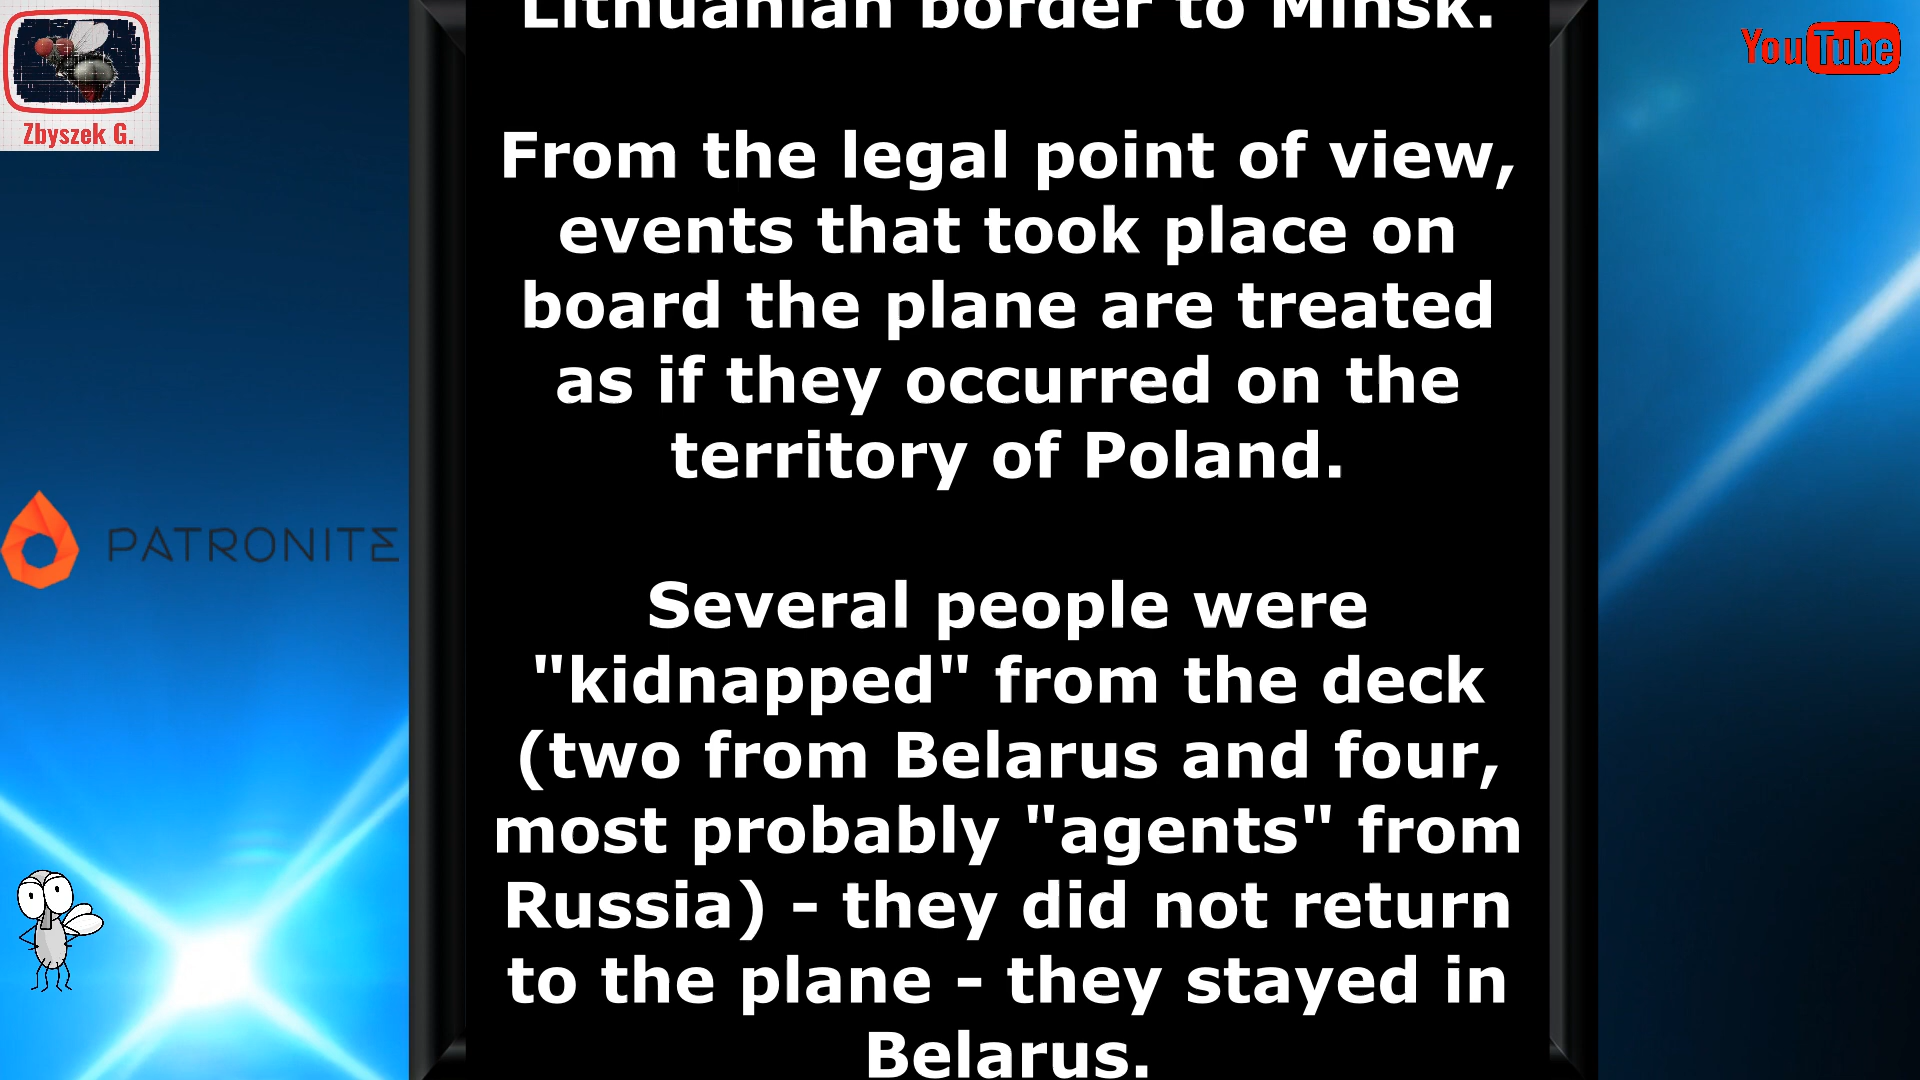 Lithuanian border to Minsk.
From the legal point of view,
events that took place on
board the plane are treated
as if they occurred on the
territory of Poland.
Several people were
"kidnapped" from the deck
(two from Belarus and four,
most probably "agents" from
Russia) - they did not return
to the plane - they stayed in
Belarus.
Zbyszek G.
PATRONITE
YouTube